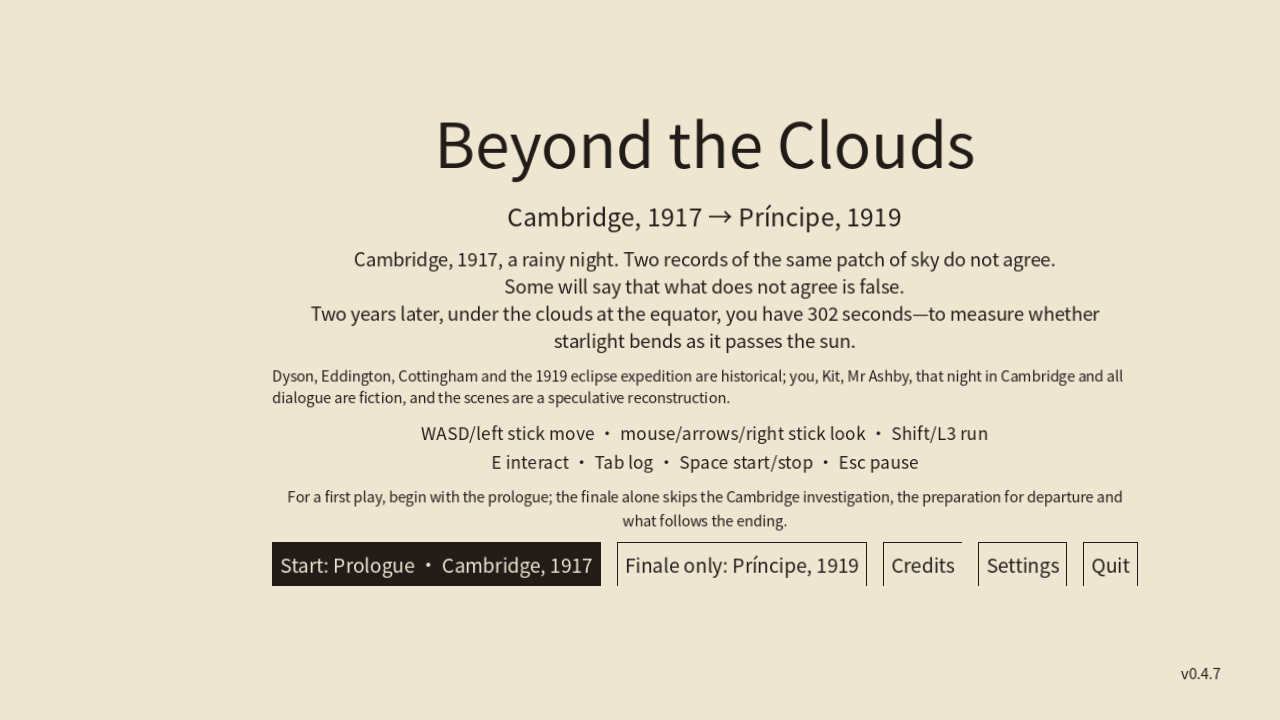 Beyond the Clouds
Cambridge, 1917 → Príncipe, 1919
Cambridge, 1917, a rainy night. Two records of the same patch of sky do not agree.
Some will say that what does not agree is false.
Two years later, under the clouds at the equator, you have 302 seconds—to measure whether
starlight bends as it passes the sun.
Dyson, Eddington, Cottingham and the 1919 eclipse expedition are historical; you, Kit, Mr Ashby, that night in Cambridge and all
dialogue are fiction, and the scenes are a speculative reconstruction.
WASD/left stick move · mouse/arrows/right stick look · Shift/L3 run
E interact · Tab log · Space start/stop · Esc pause
For a first play, begin with the prologue; the finale alone skips the Cambridge investigation, the preparation for departure and
what follows the ending.
Start: Prologue · Cambridge, 1917 Finale only: Príncipe, 1919 Credits Settings Quit
v0.4.7